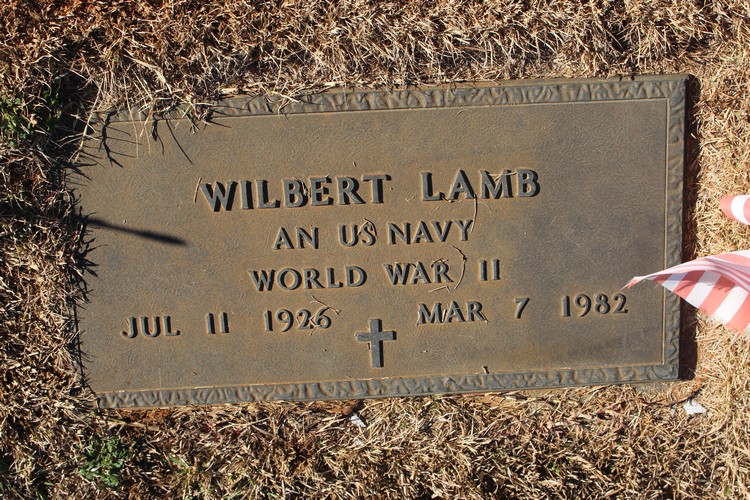 WILBERT LAMB
AN US NAVY
WORLD WAR II
JUL 11 1926 MAR 7 1982